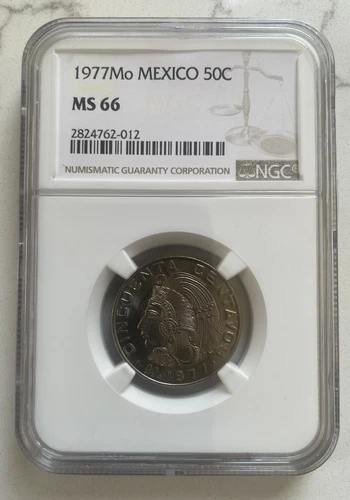 1977Mo MEXICO 50C
MS 66
2824762-012
NUMISMATIC GUARANTY CORPORATION
NGC
CINCUENTA CENTAVOS
1977